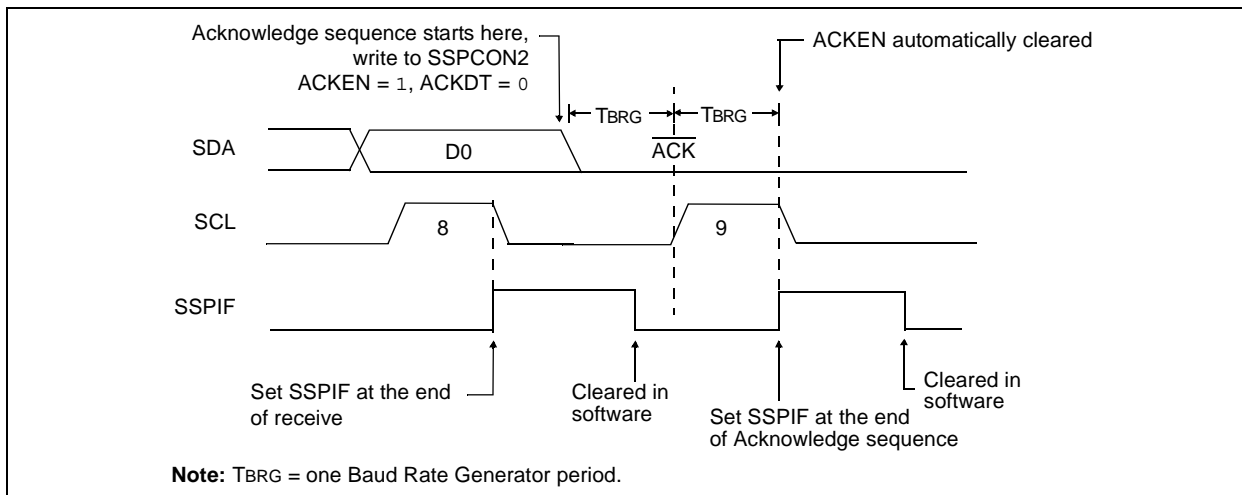 Acknowledge sequence starts here,
write to SSPCON2
ACKEN = 1, ACKDT = 0
ACKEN automatically cleared
TBRG
TBRG
SDA
D0
ACK
SCL
8
9
SSPIF
Set SSPIF at the end
of receive
Cleared in
software
Set SSPIF at the end
of Acknowledge sequence
Cleared in
software
Note: TBRG = one Baud Rate Generator period.